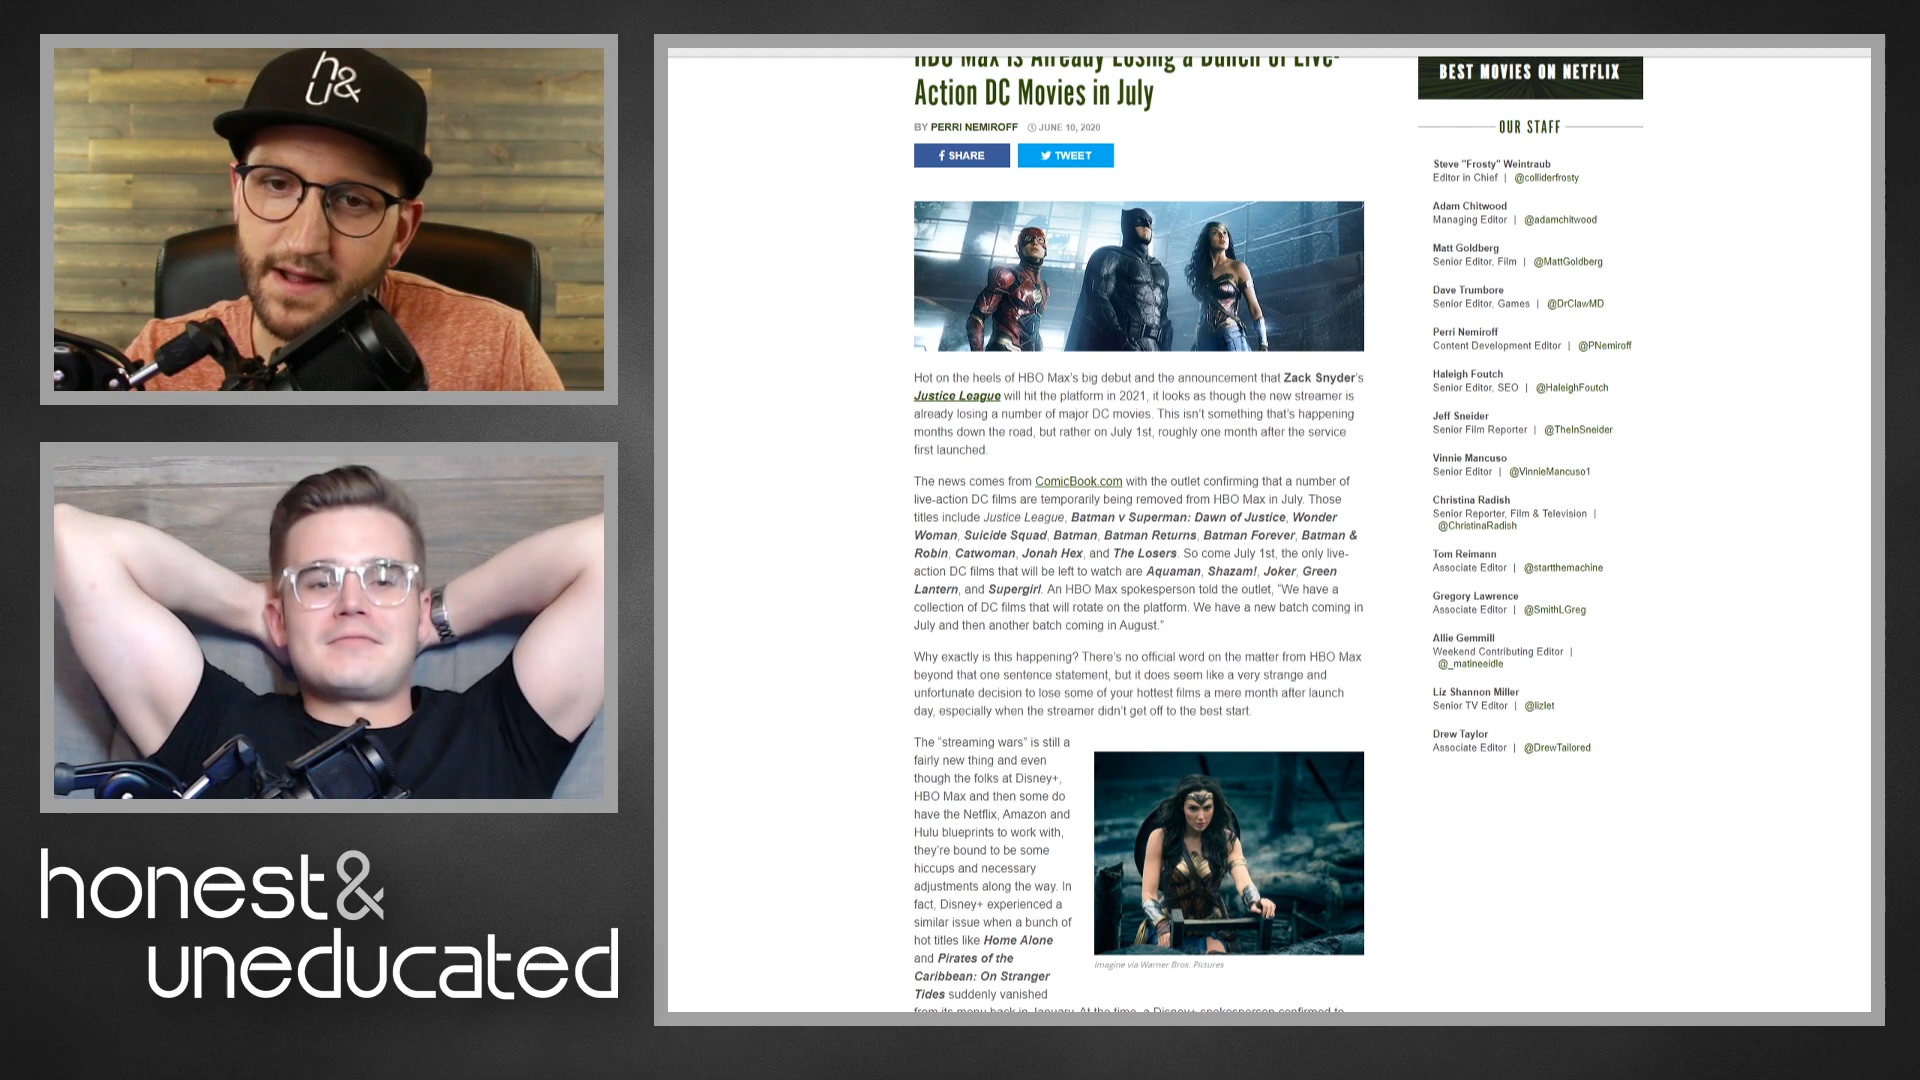 h&
u
honest&
uneducated
HBO Max Is Already Losing a Bunch of Live-
Action DC Movies in July
BY PERRI NEMIROFF JUNE 10, 2020
SHARE
TWEET
Hot on the heels of HBO Max's big debut and the announcement that Zack Snyder's
Justice League will hit the platform in 2021, it looks as though the new streamer is
already losing a number of major DC movies. This isn't something that's happening
months down the road, but rather on July 1st, roughly one month after the service
first launched.
The news comes from ComicBook.com with the outlet confirming that a number of
live-action DC films are temporarily being removed from HBO Max in July. Those
titles include Justice League, Batman v Superman: Dawn of Justice, Wonder
Woman, Suicide Squad, Batman, Batman Returns, Batman Forever, Batman &
Robin, Catwoman, Jonah Hex, and The Losers. So come July 1st, the only live-
action DC films that will be left to watch are Aquaman, Shazam!, Joker, Green
Lantern, and Supergirl. An HBO Max spokesperson told the outlet, “We have a
collection of DC films that will rotate on the platform. We have a new batch coming in
July and then another batch coming in August.”
Why exactly is this happening? There's no official word on the matter from HBO Max
beyond that one sentence statement, but it does seem like a very strange and
unfortunate decision to lose some of your hottest films a mere month after launch
day, especially when the streamer didn't get off to the best start.
The “streaming wars” is still a
fairly new thing and even
though the folks at Disney+,
HBO Max and then some do
have the Netflix, Amazon and
Hulu blueprints to work with,
they're bound to be some
hiccups and necessary
adjustments along the way. In
fact, Disney+ experienced a
similar issue when a bunch of
hot titles like Home Alone
and Pirates of the
Caribbean: On Stranger
Tides suddenly vanished
from its menu back in January. At the time, a Disney+ spokesperson confirmed to
Imagine via Warner Bros. Pictures
BEST MOVIES ON NETFLIX
OUR STAFF
Steve "Frosty" Weintraub
Editor in Chief | @colliderfrosty
Adam Chitwood
Managing Editor | @adamchitwood
Matt Goldberg
Senior Editor, Film | @MattGoldberg
Dave Trumbore
Senior Editor, Games | @DrClawMD
Perri Nemiroff
Content Development Editor | @PNemiroff
Haleigh Foutch
Senior Editor, SEO | @HaleighFoutch
Jeff Sneider
Senior Film Reporter | @TheInSneider
Vinnie Mancuso
Senior Editor | @VinnieMancuso1
Christina Radish
Senior Reporter, Film & Television |
@ChristinaRadish
Tom Reimann
Associate Editor | @startthemachine
Gregory Lawrence
Associate Editor | @SmithLGreg
Allie Gemmill
Weekend Contributing Editor |
@_matineeidle
Liz Shannon Miller
Senior TV Editor | @lizlet
Drew Taylor
Associate Editor | @DrewTailored